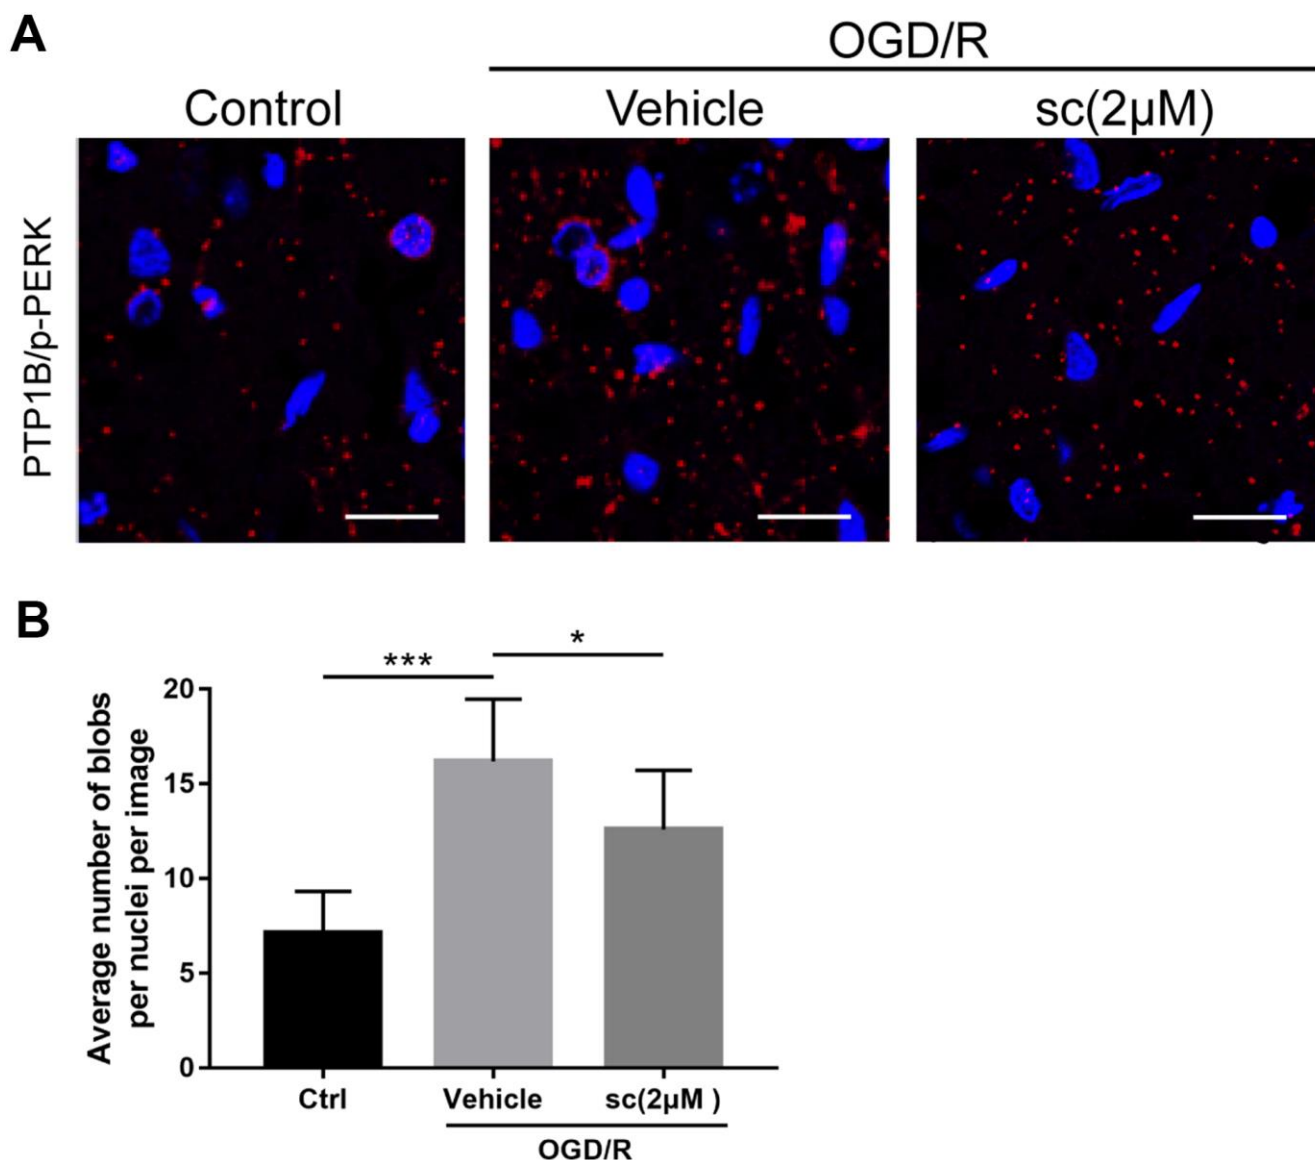 A
OGD/R
Control
Vehicle
sc(2μM)
PTP1B/p-PERK
B
***
*
Average number of blobs
per nuclei per image
20
15
10
5
0
Ctrl
Vehicle
sc(2μM )
OGD/R